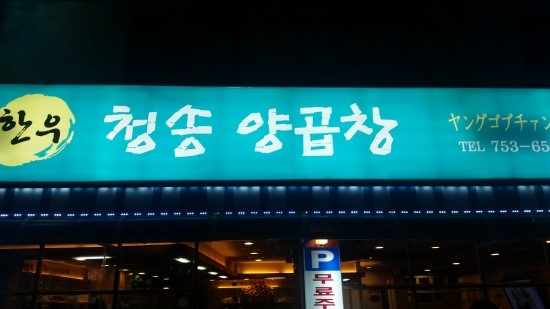 한우
청송 양곱창
ヤングゴプチャン
TEL 753-65
P
무료주